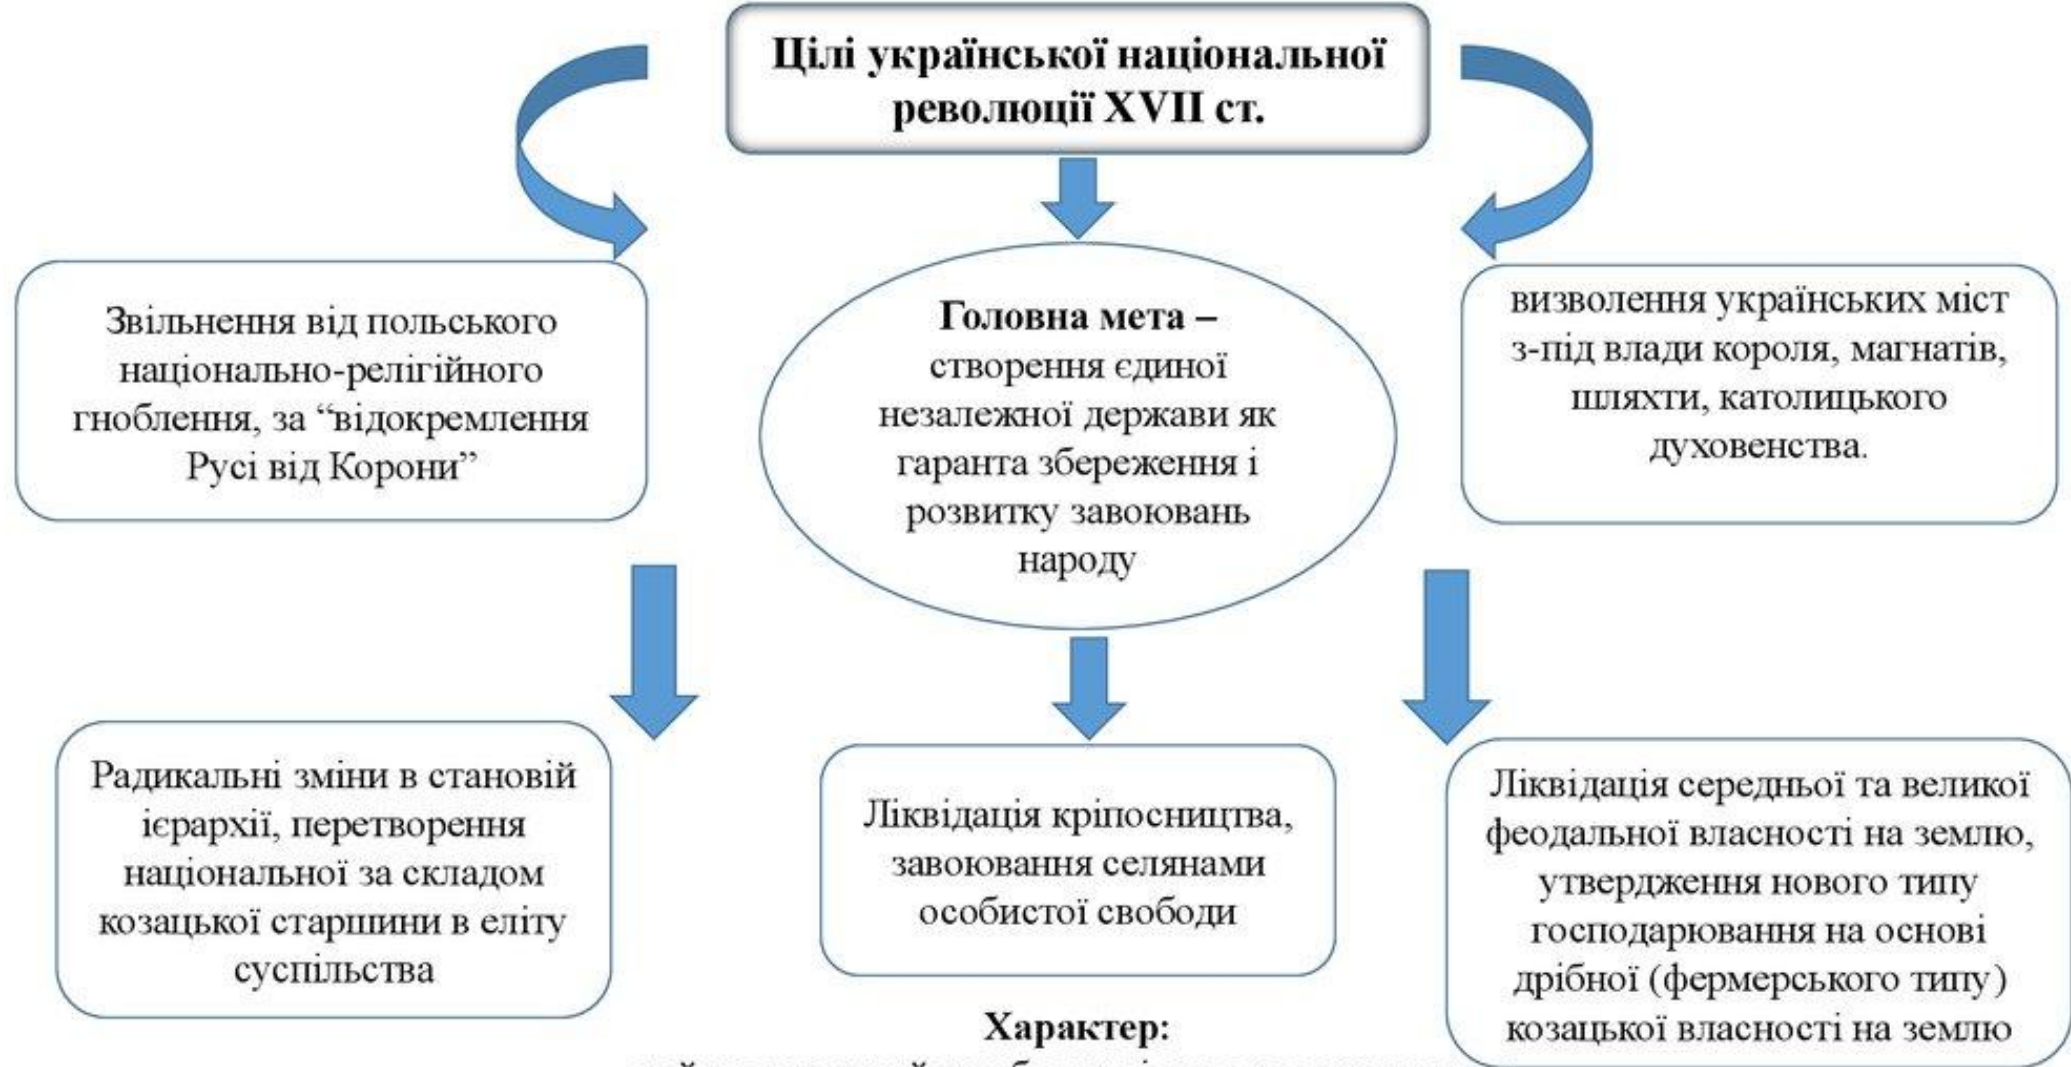 Цілі української національної
революції XVII ст.
Звільнення від польського
національно-релігійного
гноблення, за “відокремлення
Русі від Корони”
Головна мета –
створення єдиної
незалежної держави як
гаранта збереження і
розвитку завоювань
народу
визволення українських міст
з-під влади короля, магнатів,
шляхти, католицького
духовенства.
Радикальні зміни в становій
ієрархії, перетворення
національної за складом
козацької старшини в еліту
суспільства
Ліквідація кріпосництва,
завоювання селянами
особистої свободи
Ліквідація середньої та великої
феодальної власності на землю,
утвердження нового типу
господарювання на основі
дрібної (фермерського типу)
козацької власності на землю
Характер: